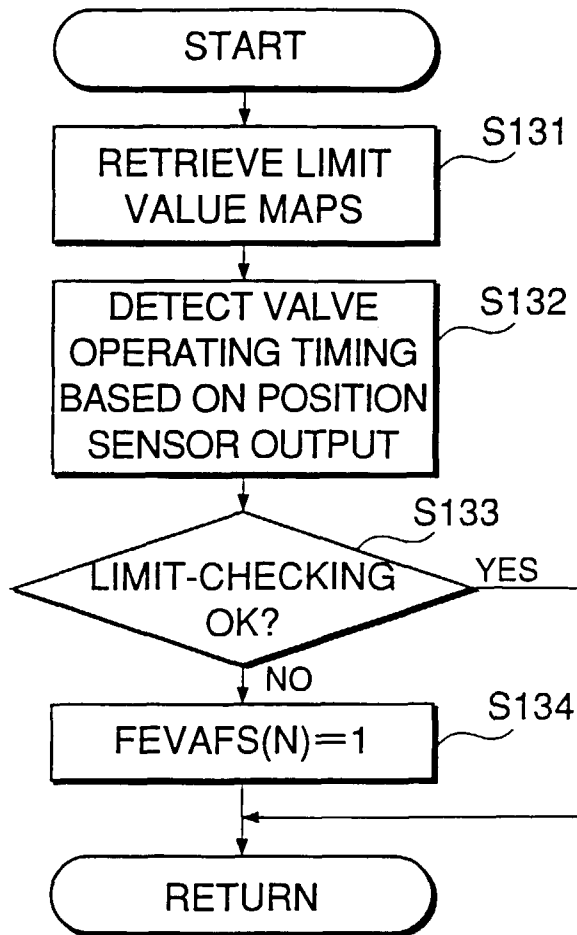 START
S131
RETRIEVE LIMIT
VALUE MAPS
S132
DETECT VALVE
OPERATING TIMING
BASED ON POSITION
SENSOR OUTPUT
S133
LIMIT-CHECKING
OK?
YES
NO
S134
FEVAFS(N)=1
RETURN